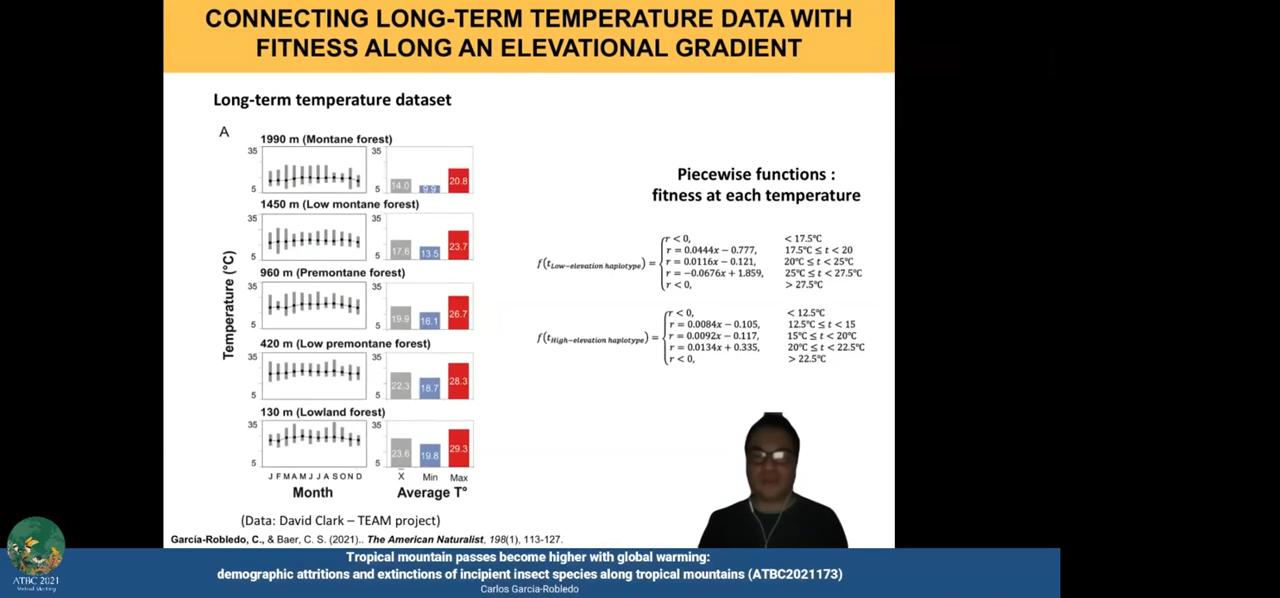 CONNECTING LONG-TERM TEMPERATURE DATA WITH
FITNESS ALONG AN ELEVATIONAL GRADIENT
Long-term temperature dataset
A
1990 m (Montane forest)
35
5
35
5
14.0
9.9
20.8
1450 m (Low montane forest)
35
5
35
5
17.6
13.5
23.7
960 m (Premontane forest)
35
5
35
5
19.9
16.1
26.7
420 m (Low premontane forest)
35
5
35
5
22.3
18.7
28.3
130 m (Lowland forest)
35
5
35
5
23.6
19.8
29.3
Temperature (°C)
J F M A M J J A S O N D
X̅ Min Max
Month
Average T°
(Data: David Clark – TEAM project)
García-Robledo, C., & Baer, C. S. (2021).. The American Naturalist, 198(1), 113-127.
Piecewise functions :
fitness at each temperature
f(tLow-elevation haplotype) =
r < 0, < 17.5°C
r = 0.0444x − 0.777, 17.5°C ≤ t < 20
r = 0.0116x − 0.121, 20°C ≤ t < 25°C
r = −0.0676x + 1.859, 25°C ≤ t < 27.5°C
r < 0, > 27.5°C
f(tHigh-elevation haplotype) =
r < 0, < 12.5°C
r = 0.0084x − 0.105, 12.5°C ≤ t < 15
r = 0.0092x − 0.117, 15°C ≤ t < 20°C
r = 0.0134x + 0.335, 20°C ≤ t < 22.5°C
r < 0, > 22.5°C
ATBC 2021
Virtual Meeting
Tropical mountain passes become higher with global warming:
demographic attritions and extinctions of incipient insect species along tropical mountains (ATBC2021173)
Carlos Garcia-Robledo